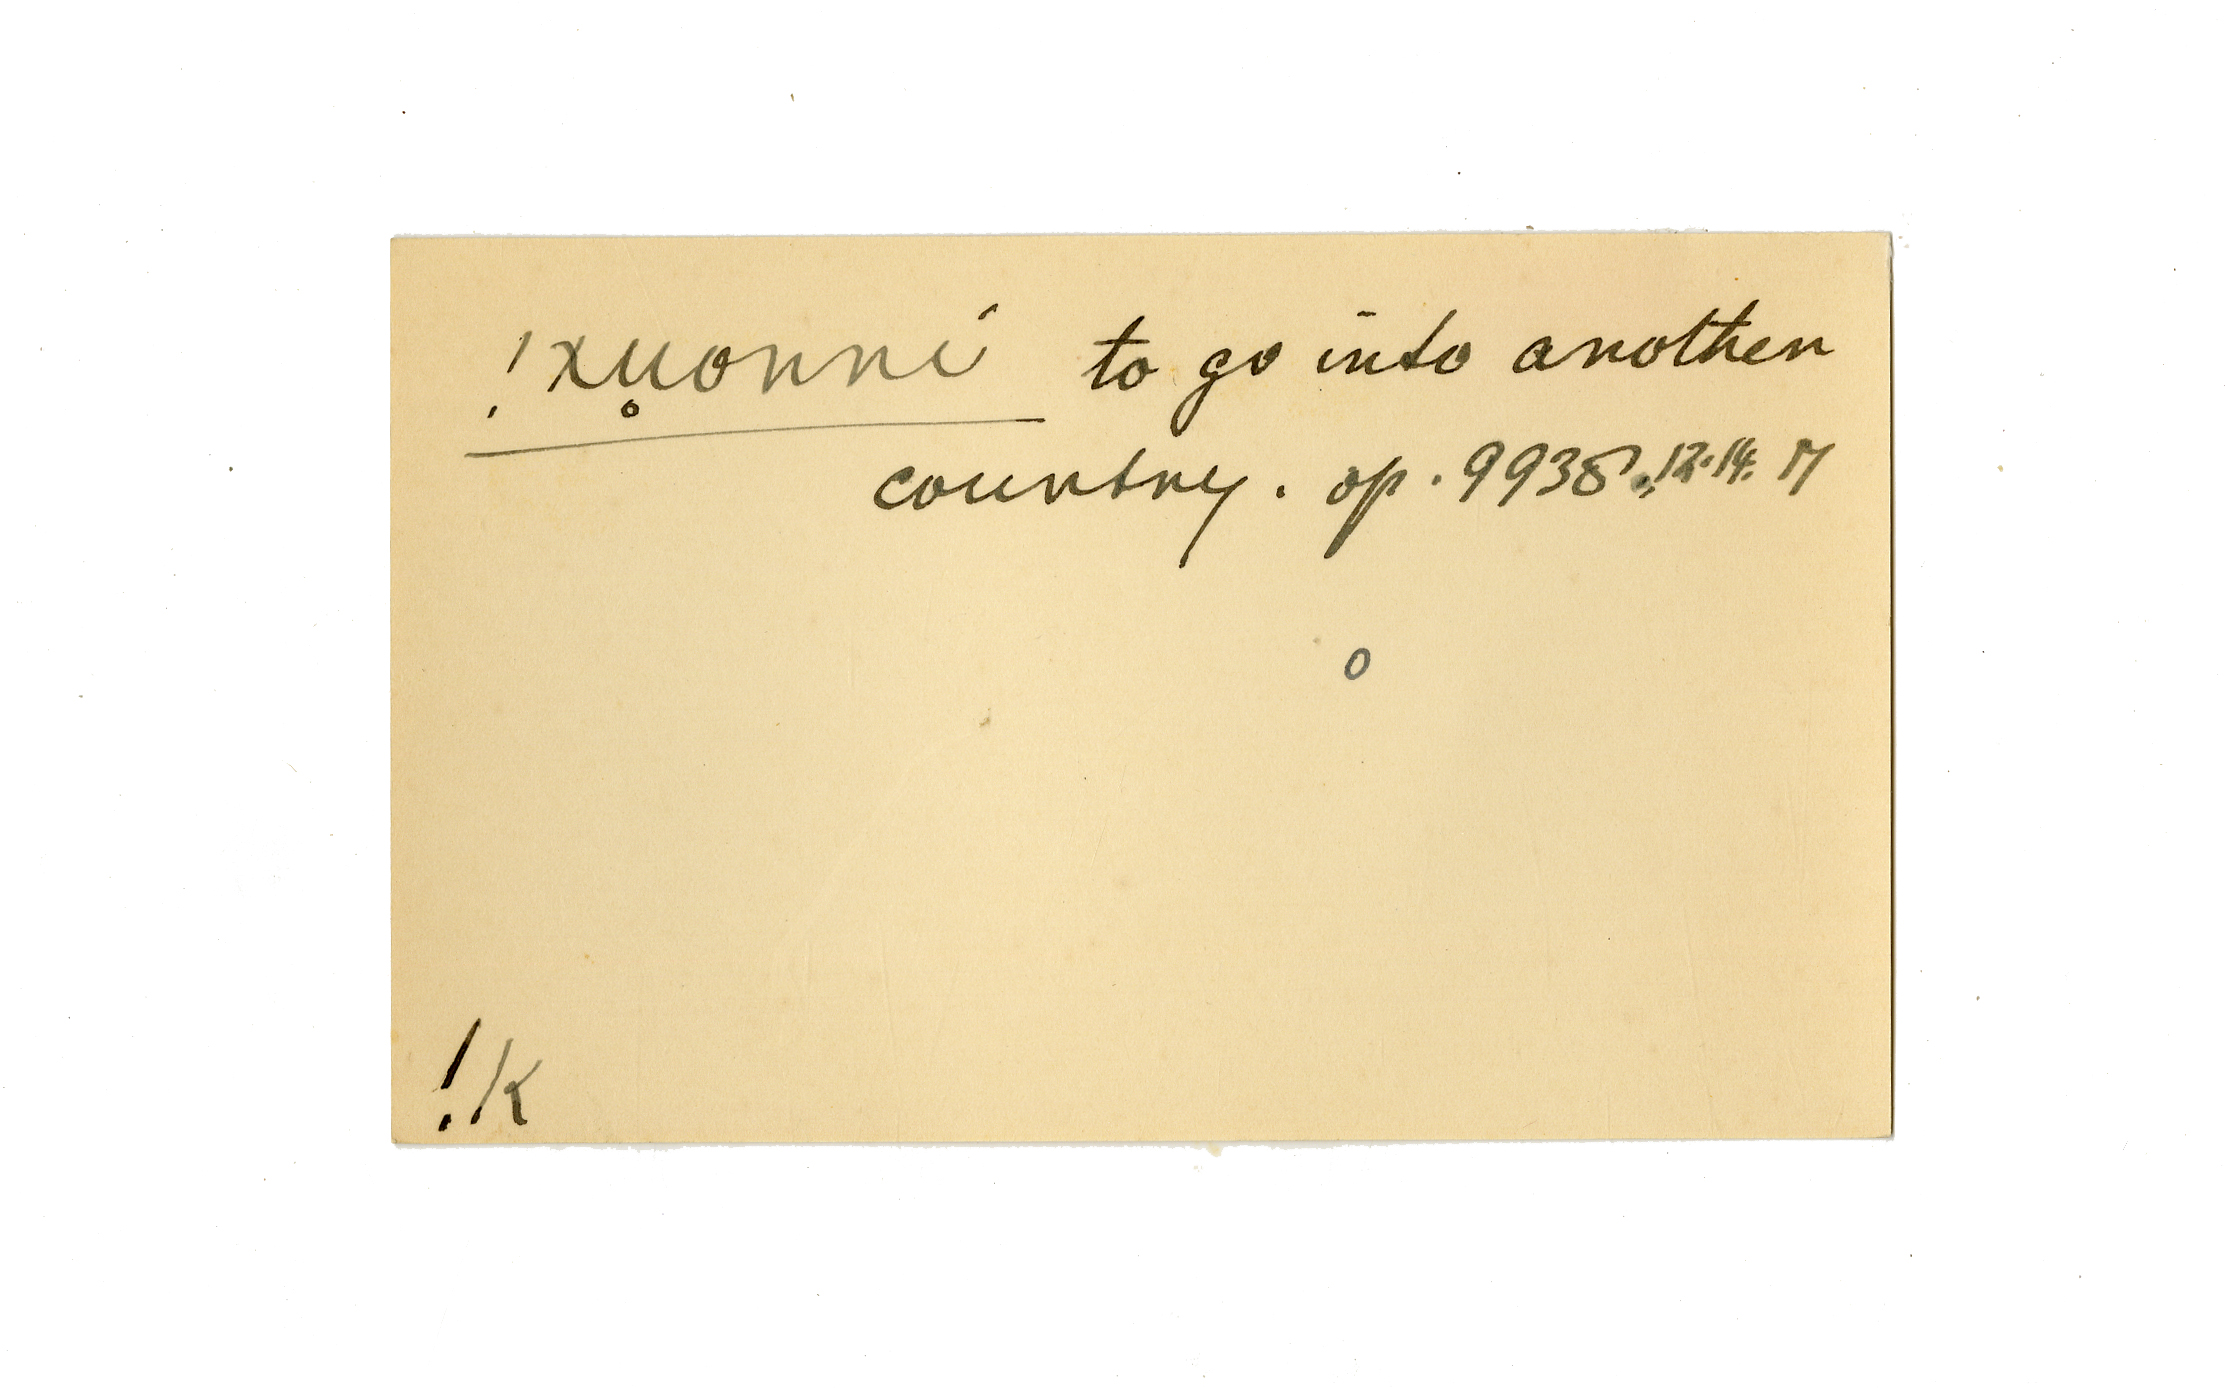 !xu̥onni to go into another
country. op. 9938. 12. 14. 17
o
!k